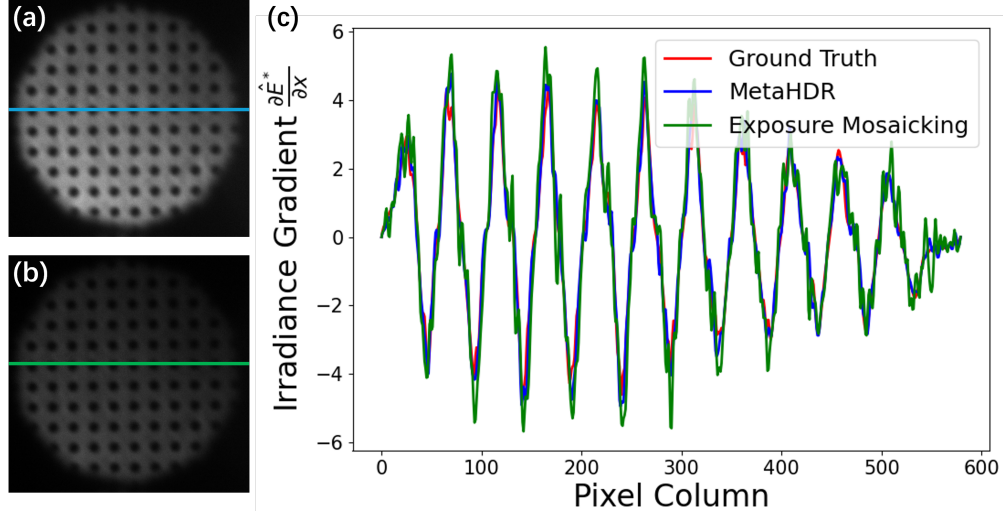 (a)
(b)
(c)
Irradiance Gradient ∂Ê*/∂x
6
4
2
0
−2
−4
−6
Ground Truth
MetaHDR
Exposure Mosaicking
0 100 200 300 400 500 600
Pixel Column